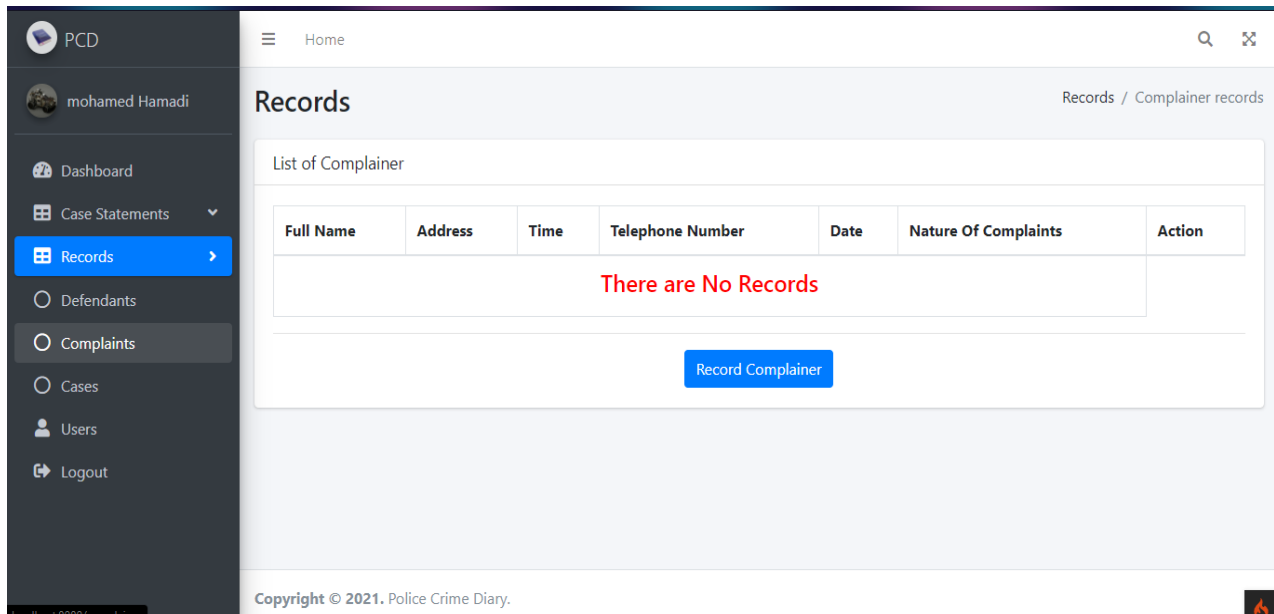 PCD
Home
mohamed Hamadi
Records
Records / Complainer records
Dashboard
Case Statements
Records
Defendants
Complaints
Cases
Users
Logout
List of Complainer
Full Name Address Time Telephone Number Date Nature Of Complaints Action
There are No Records
Record Complainer
Copyright © 2021. Police Crime Diary.